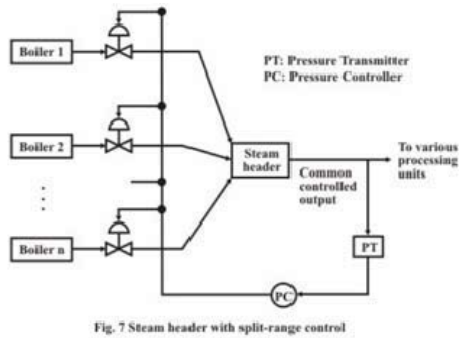 Boiler 1
PT: Pressure Transmitter
PC: Pressure Controller
Boiler 2
Steam
header
To various
processing
units
Common
controlled
output
PT
Boiler n
PC
Fig. 7 Steam header with split-range control